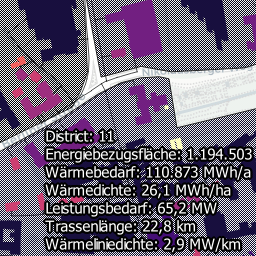 District: 11
Energiebezugsfläche: 1.194.503
Wärmebedarf: 110.873 MWh/a
Wärmedichte: 26,1 MWh/ha
Leistungsbedarf: 65,2 MW
Trassenlänge: 22,8 km
Wärmeliniedichte: 2,9 MW/km